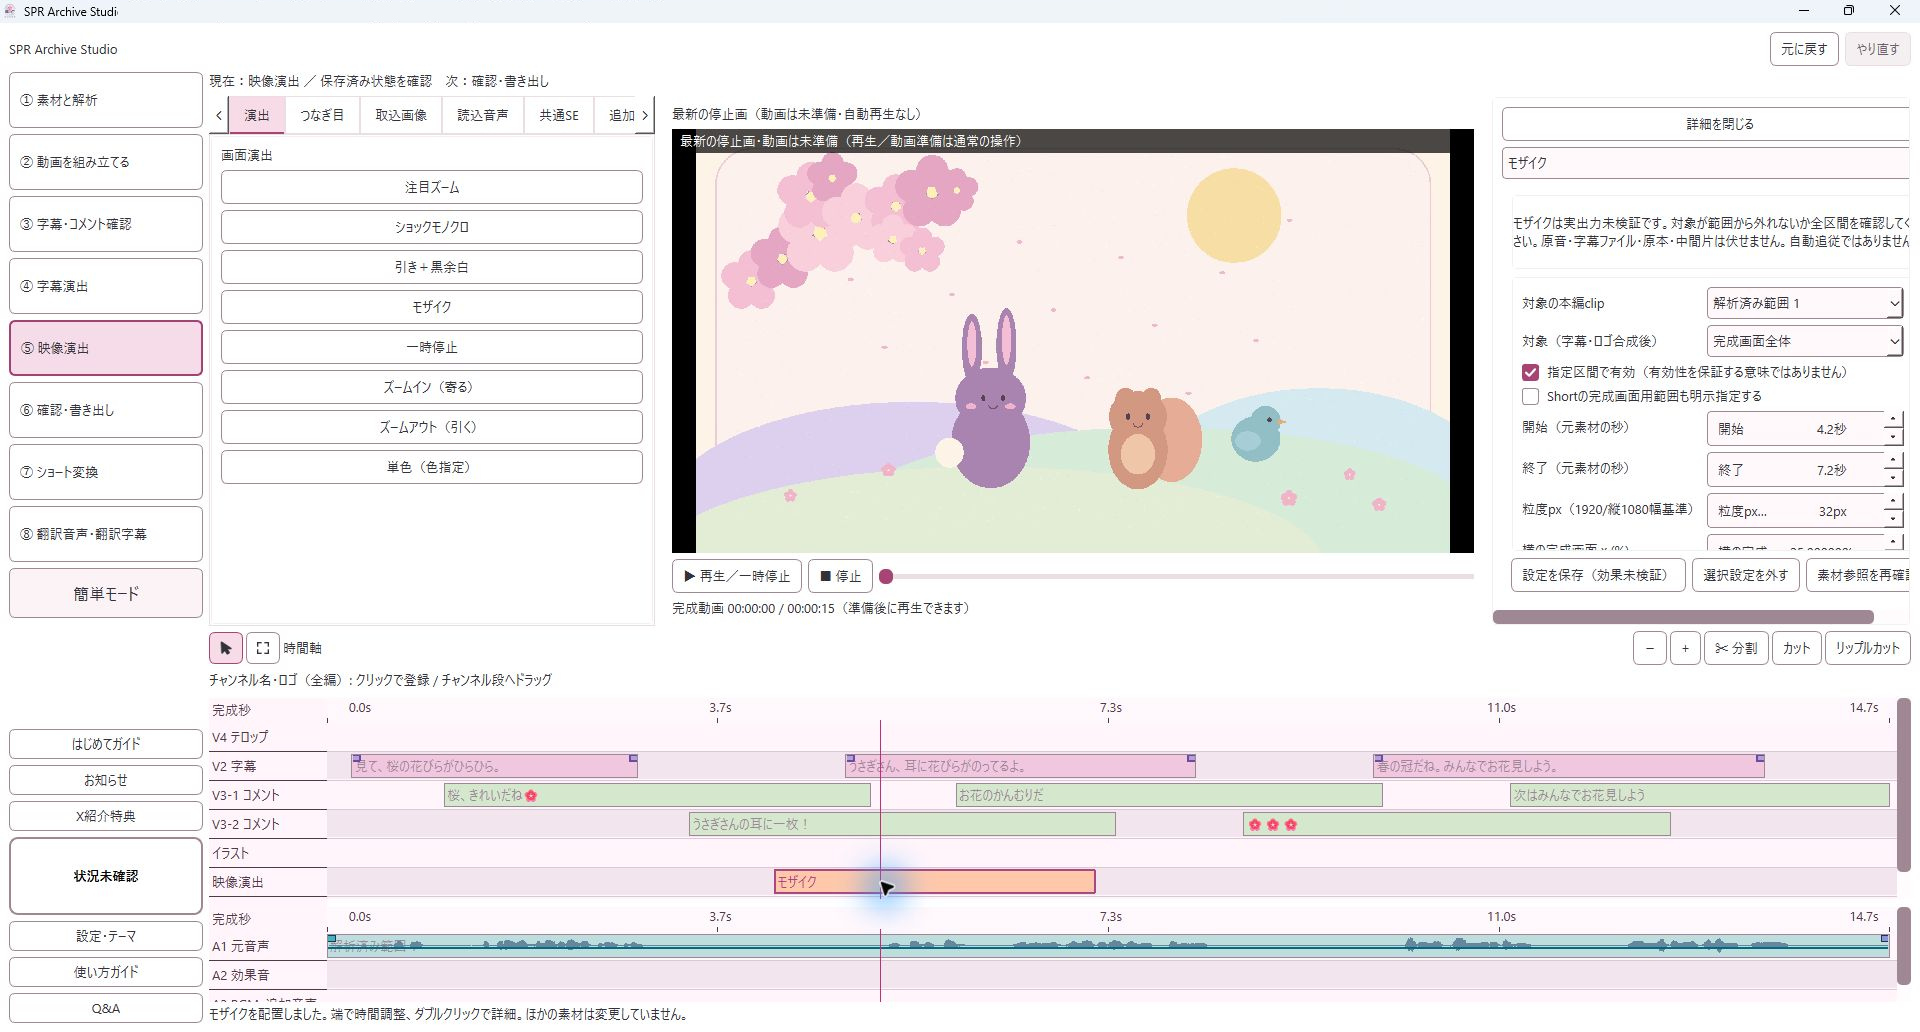 SPR Archive Studi
SPR Archive Studio
元に戻す
やり直す
① 素材と解析
② 動画を組み立てる
③ 字幕・コメント確認
④ 字幕演出
⑤ 映像演出
⑥ 確認・書き出し
⑦ ショート変換
⑧ 翻訳音声・翻訳字幕
簡単モード
はじめてガイド
お知らせ
X紹介特典
状況未確認
設定・テーマ
使い方ガイド
Q&A
現在：映像演出 ／ 保存済み状態を確認　次：確認・書き出し
演出
つなぎ目
取込画像
読込音声
共通SE
追加
画面演出
注目ズーム
ショックモノクロ
引き＋黒余白
モザイク
一時停止
ズームイン（寄る）
ズームアウト（引く）
単色（色指定）
最新の停止画（動画は未準備・自動再生なし）
最新の停止画・動画は未準備（再生／動画準備は通常の操作）
▶ 再生／一時停止
■ 停止
完成動画 00:00:00 / 00:00:15（準備後に再生できます）
詳細を閉じる
モザイク
モザイクは実出力未検証です。対象が範囲から外れないか全区間を確認してく
さい。原音・字幕ファイル・原本・中間片は伏せません。自動追従ではありません
対象の本編clip
解析済み範囲 1
対象（字幕・ロゴ合成後）
完成画面全体
指定区間で有効（有効性を保証する意味ではありません）
Shortの完成画面用範囲も明示指定する
開始（元素材の秒）
開始
4.2秒
終了（元素材の秒）
終了
7.2秒
粒度px（1920/縦1080幅基準）
粒度px...
32px
設定を保存（効果未検証）
選択設定を外す
素材参照を再確
時間軸
−
+
✂ 分割
カット
リップルカット
チャンネル名・ロゴ（全編）: クリックで登録 / チャンネル段へドラッグ
完成秒
0.0s
3.7s
7.3s
11.0s
14.7s
V4 テロップ
V2 字幕
見て、桜の花びらがひらひら。
うさぎさん、耳に花びらがのってるよ。
春の冠だね。みんなでお花見しよう。
V3-1 コメント
桜、きれいだね🌸
お花のかんむりだ
次はみんなでお花見しよう
V3-2 コメント
うさぎさんの耳に一枚！
🌸🌸🌸
イラスト
映像演出
モザイク
完成秒
0.0s
3.7s
7.3s
11.0s
14.7s
A1 元音声
解析済み範囲
A2 効果音
モザイクを配置しました。端で時間調整、ダブルクリックで詳細。ほかの素材は変更していません。